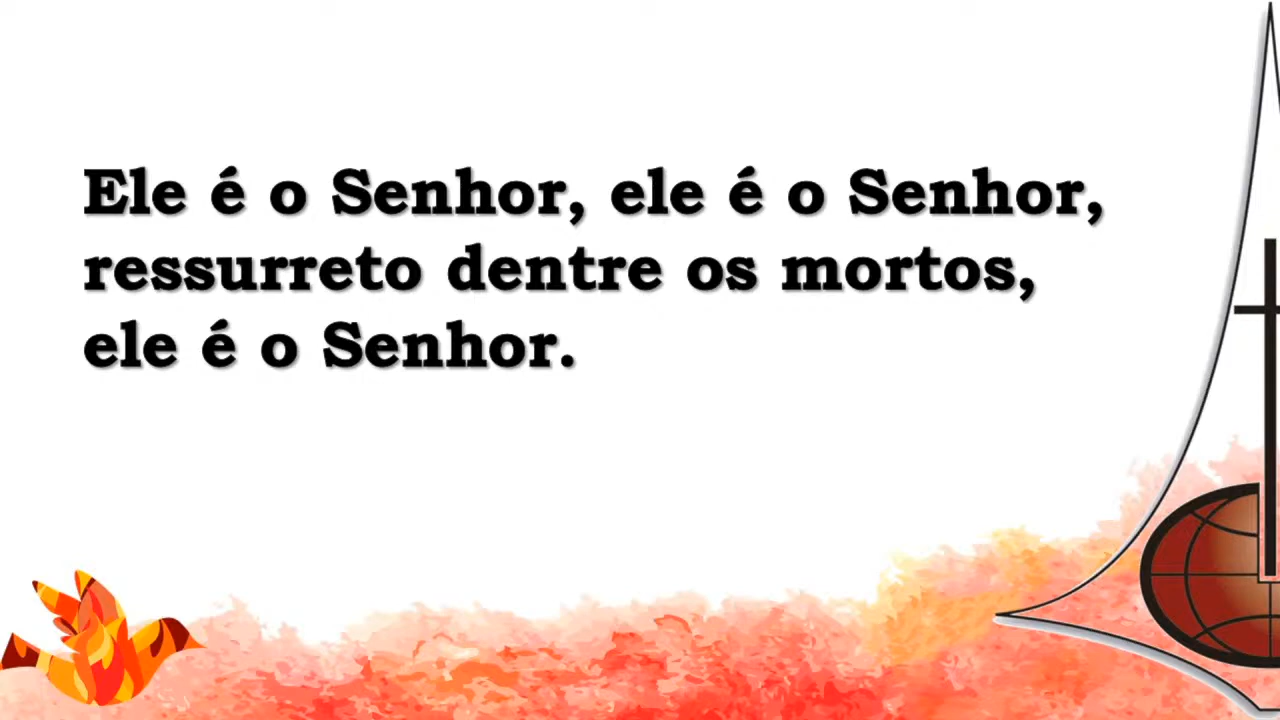 Ele é o Senhor, ele é o Senhor,
ressurreto dentre os mortos,
ele é o Senhor.